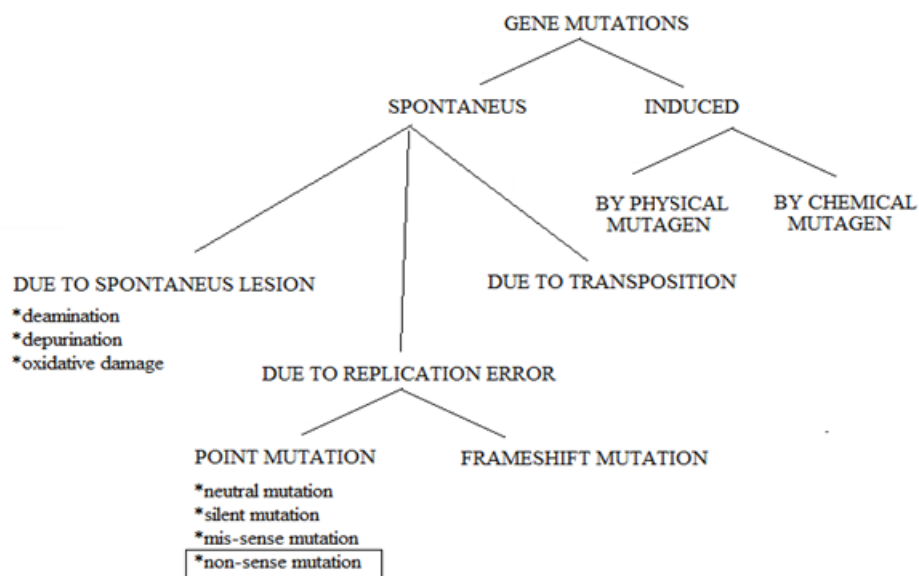 GENE MUTATIONS
SPONTANEUS
INDUCED
BY PHYSICAL
MUTAGEN
BY CHEMICAL
MUTAGEN
DUE TO SPONTANEUS LESION
*deamination
*depurination
*oxidative damage
DUE TO TRANSPOSITION
DUE TO REPLICATION ERROR
POINT MUTATION
*neutral mutation
*silent mutation
*mis-sense mutation
*non-sense mutation
FRAMESHIFT MUTATION